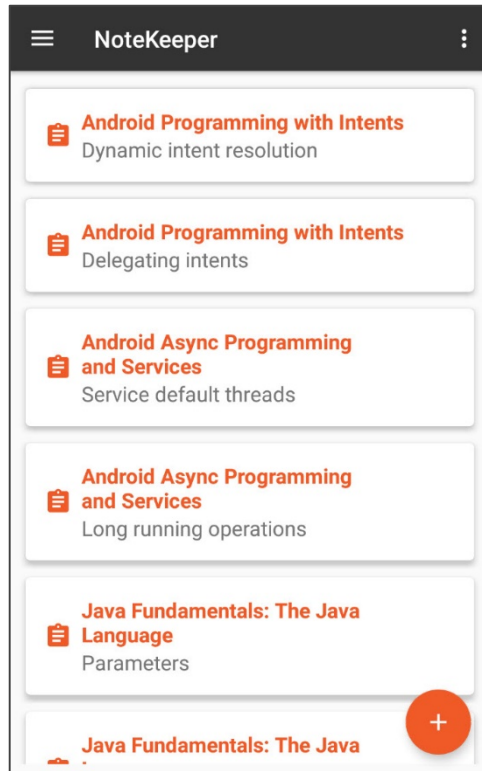 NoteKeeper
Android Programming with Intents
Dynamic intent resolution
Android Programming with Intents
Delegating intents
Android Async Programming
and Services
Service default threads
Android Async Programming
and Services
Long running operations
Java Fundamentals: The Java
Language
Parameters
Java Fundamentals: The Java